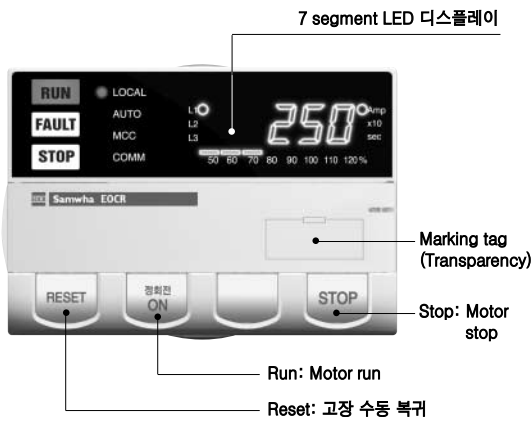 7 segment LED 디스플레이
RUN
LOCAL
FAULT
AUTO
MCC
STOP
COMM
L1
L2
L3
250
Amp
x10
sec
50 60 70 80 90 100 110 120%
EOCR Samwha EOCR
Marking tag
(Transparency)
RESET
정회전
ON
STOP
Stop: Motor
stop
Run: Motor run
Reset: 고장 수동 복귀